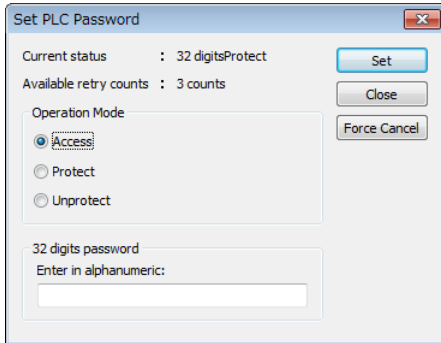 Set PLC Password
Current status : 32 digitsProtect
Available retry counts : 3 counts
Set
Close
Force Cancel
Operation Mode
Access
Protect
Unprotect
32 digits password
Enter in alphanumeric: